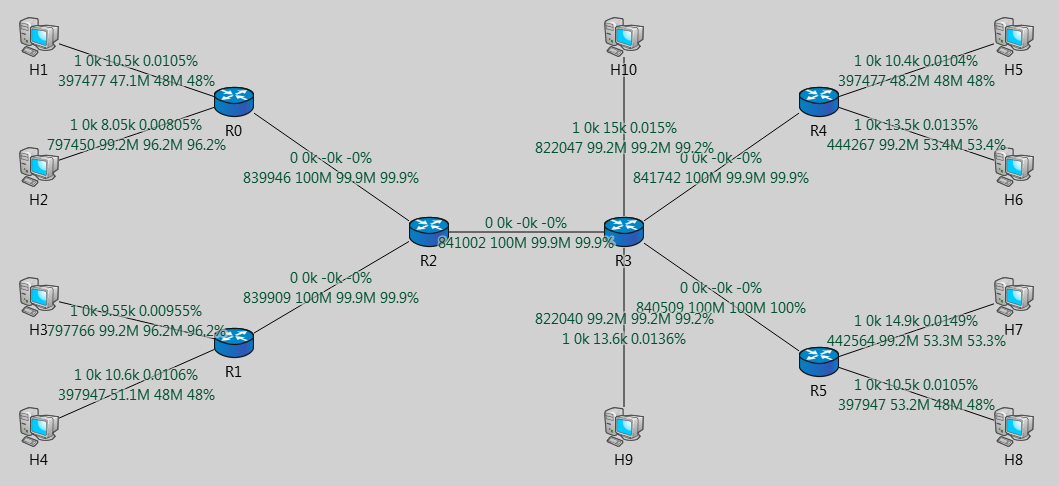 H1
1 0k 10.5k 0.0105%
397477 47.1M 48M 48%
1 0k 8.05k 0.00805%
797450 99.2M 96.2M 96.2%
H2
R0
0 0k -0k -0%
839946 100M 99.9M 99.9%
H10
1 0k 15k 0.015%
822047 99.2M 99.2M 99.2%
0 0k -0k -0%
841742 100M 99.9M 99.9%
R4
1 0k 10.4k 0.0104%
397477 48.2M 48M 48%
H5
1 0k 13.5k 0.0135%
444267 99.2M 53.4M 53.4%
H6
R2
0 0k -0k -0%
841002 100M 99.9M 99.9%
R3
0 0k -0k -0%
839909 100M 99.9M 99.9%
H3
1 0k 9.55k 0.00955%
797766 99.2M 96.2M 96.2%
R1
1 0k 10.6k 0.0106%
397947 51.1M 48M 48%
H4
0 0k -0k -0%
840509 100M 100M 100%
822040 99.2M 99.2M 99.2%
1 0k 13.6k 0.0136%
H9
R5
1 0k 14.9k 0.0149%
442564 99.2M 53.3M 53.3%
H7
1 0k 10.5k 0.0105%
397947 53.2M 48M 48%
H8